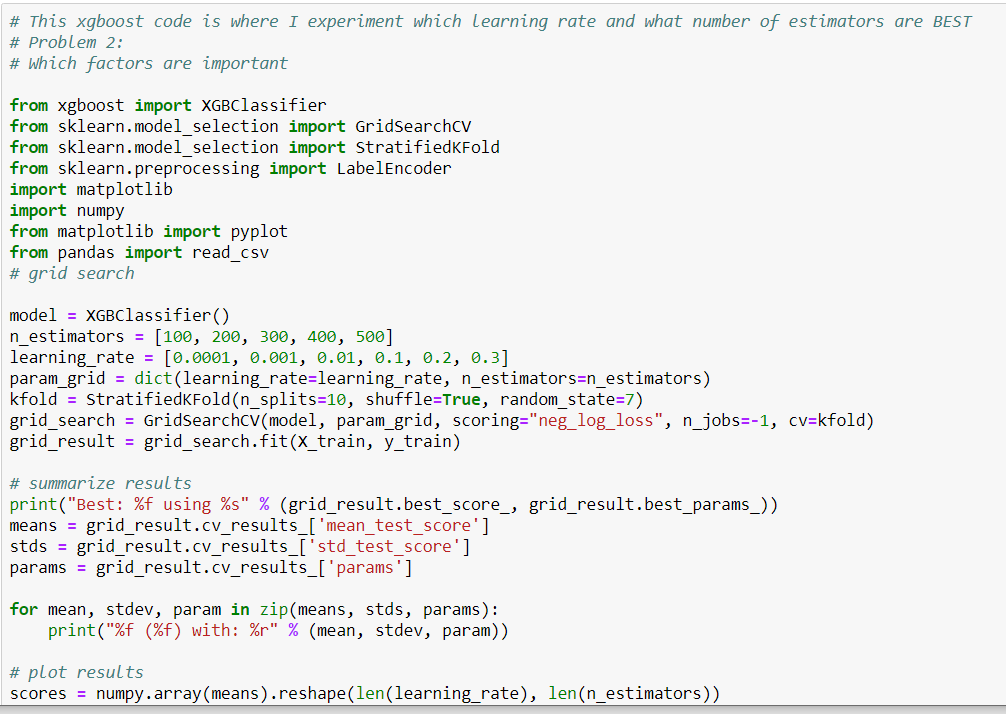 # This xgboost code is where I experiment which learning rate and what number of estimators are BEST
# Problem 2:
# Which factors are important
from xgboost import XGBClassifier
from sklearn.model_selection import GridSearchCV
from sklearn.model_selection import StratifiedKFold
from sklearn.preprocessing import LabelEncoder
import matplotlib
import numpy
from matplotlib import pyplot
from pandas import read_csv
# grid search
model = XGBClassifier()
n_estimators = [100, 200, 300, 400, 500]
learning_rate = [0.0001, 0.001, 0.01, 0.1, 0.2, 0.3]
param_grid = dict(learning_rate=learning_rate, n_estimators=n_estimators)
kfold = StratifiedKFold(n_splits=10, shuffle=True, random_state=7)
grid_search = GridSearchCV(model, param_grid, scoring="neg_log_loss", n_jobs=-1, cv=kfold)
grid_result = grid_search.fit(X_train, y_train)
# summarize results
print("Best: %f using %s" % (grid_result.best_score_, grid_result.best_params_))
means = grid_result.cv_results_['mean_test_score']
stds = grid_result.cv_results_['std_test_score']
params = grid_result.cv_results_['params']
for mean, stdev, param in zip(means, stds, params):
    print("%f (%f) with: %r" % (mean, stdev, param))
# plot results
scores = numpy.array(means).reshape(len(learning_rate), len(n_estimators))